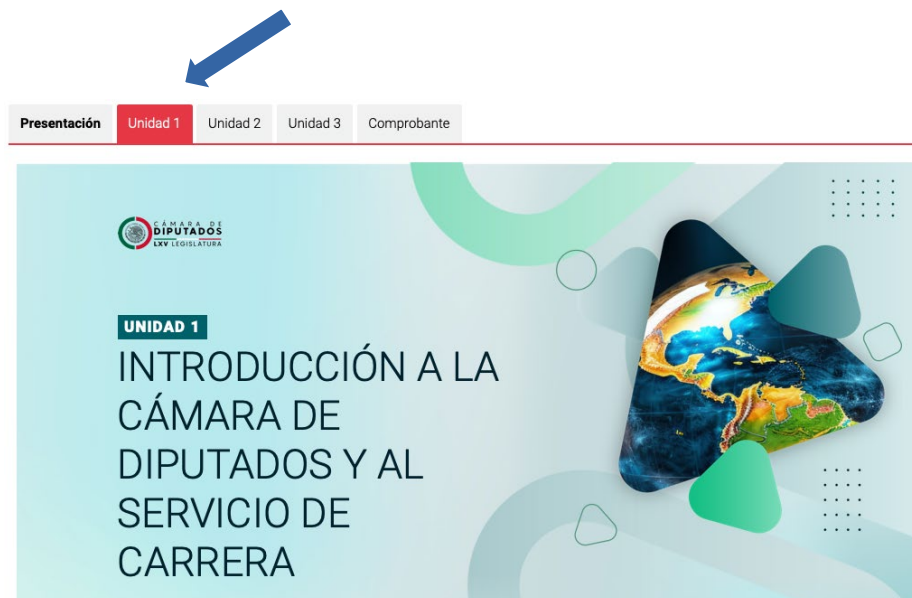 Presentación Unidad 1 Unidad 2 Unidad 3 Comprobante
CÁMARA DE
DIPUTADOS
LXV LEGISLATURA
UNIDAD 1
INTRODUCCIÓN A LA
CÁMARA DE
DIPUTADOS Y AL
SERVICIO DE
CARRERA